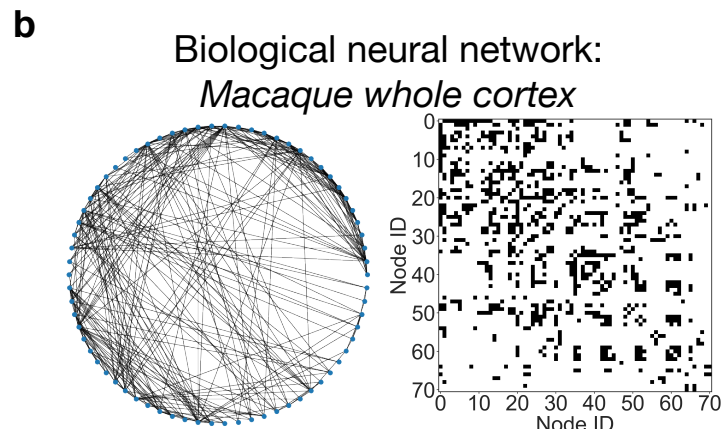 b
Biological neural network:
Macaque whole cortex
0
10
20
30
40
50
60
70
Node ID
0 10 20 30 40 50 60 70
Node ID